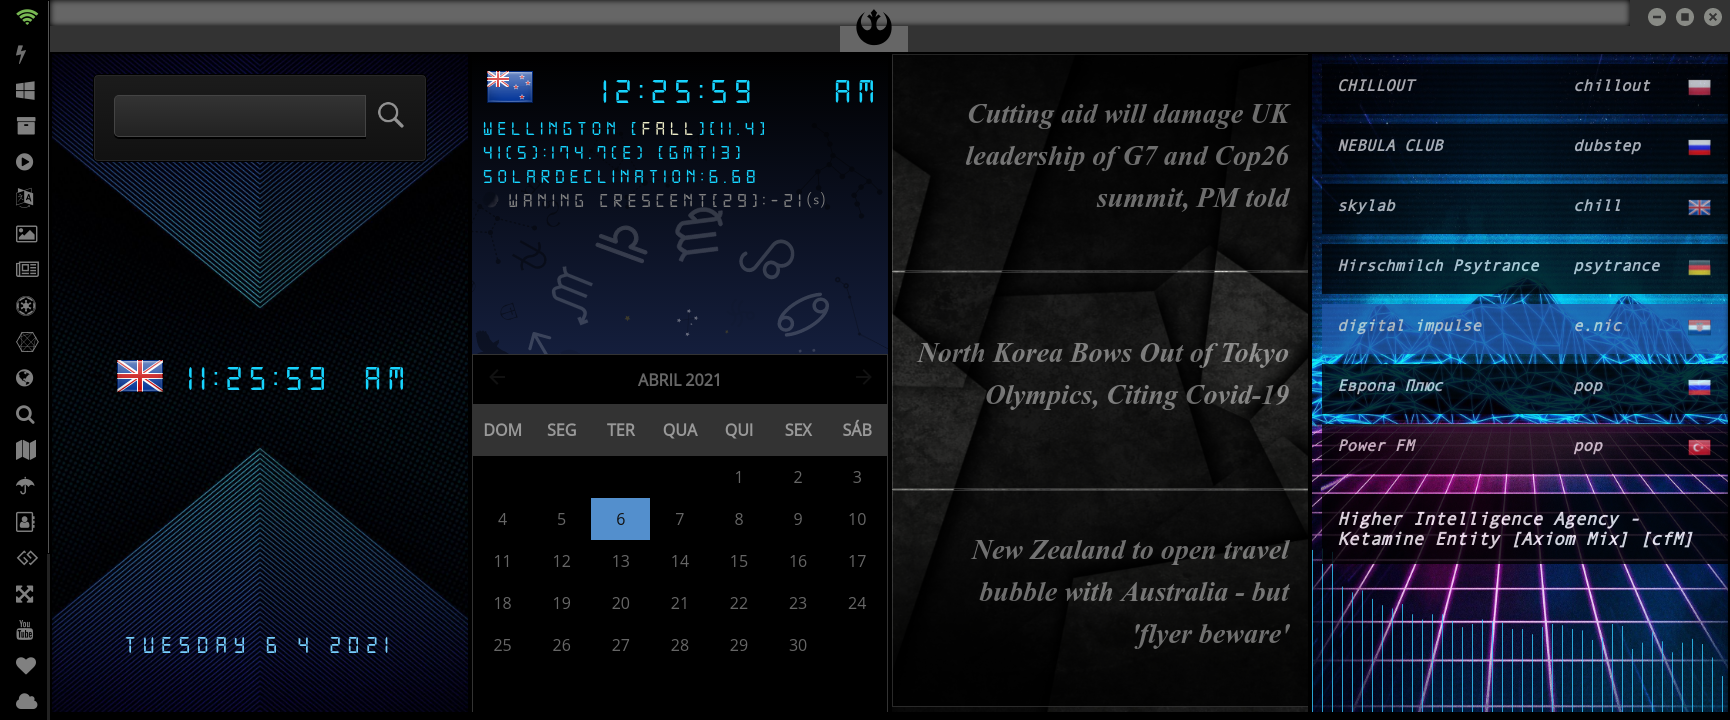 11:25:59 AM
TUESDAY 6 4 2021
12:25:59 AM
WELLINGTON [FALL][11.4]
41(S):174.7(E) [GMT13]
SOLARDECLINATION:6.68
WANING CRESCENT[29]:-21(s)
ABRIL 2021
DOM SEG TER QUA QUI SEX SÁB
1 2 3
4 5 6 7 8 9 10
11 12 13 14 15 16 17
18 19 20 21 22 23 24
25 26 27 28 29 30
Cutting aid will damage UK
leadership of G7 and Cop26
summit, PM told
North Korea Bows Out of Tokyo
Olympics, Citing Covid-19
New Zealand to open travel
bubble with Australia - but
'flyer beware'
CHILLOUT chillout
NEBULA CLUB dubstep
skylab chill
Hirschmilch Psytrance psytrance
digital impulse e.nic
Европа Плюс pop
Power FM pop
Higher Intelligence Agency -
Ketamine Entity [Axiom Mix] [cfM]
You
Tube